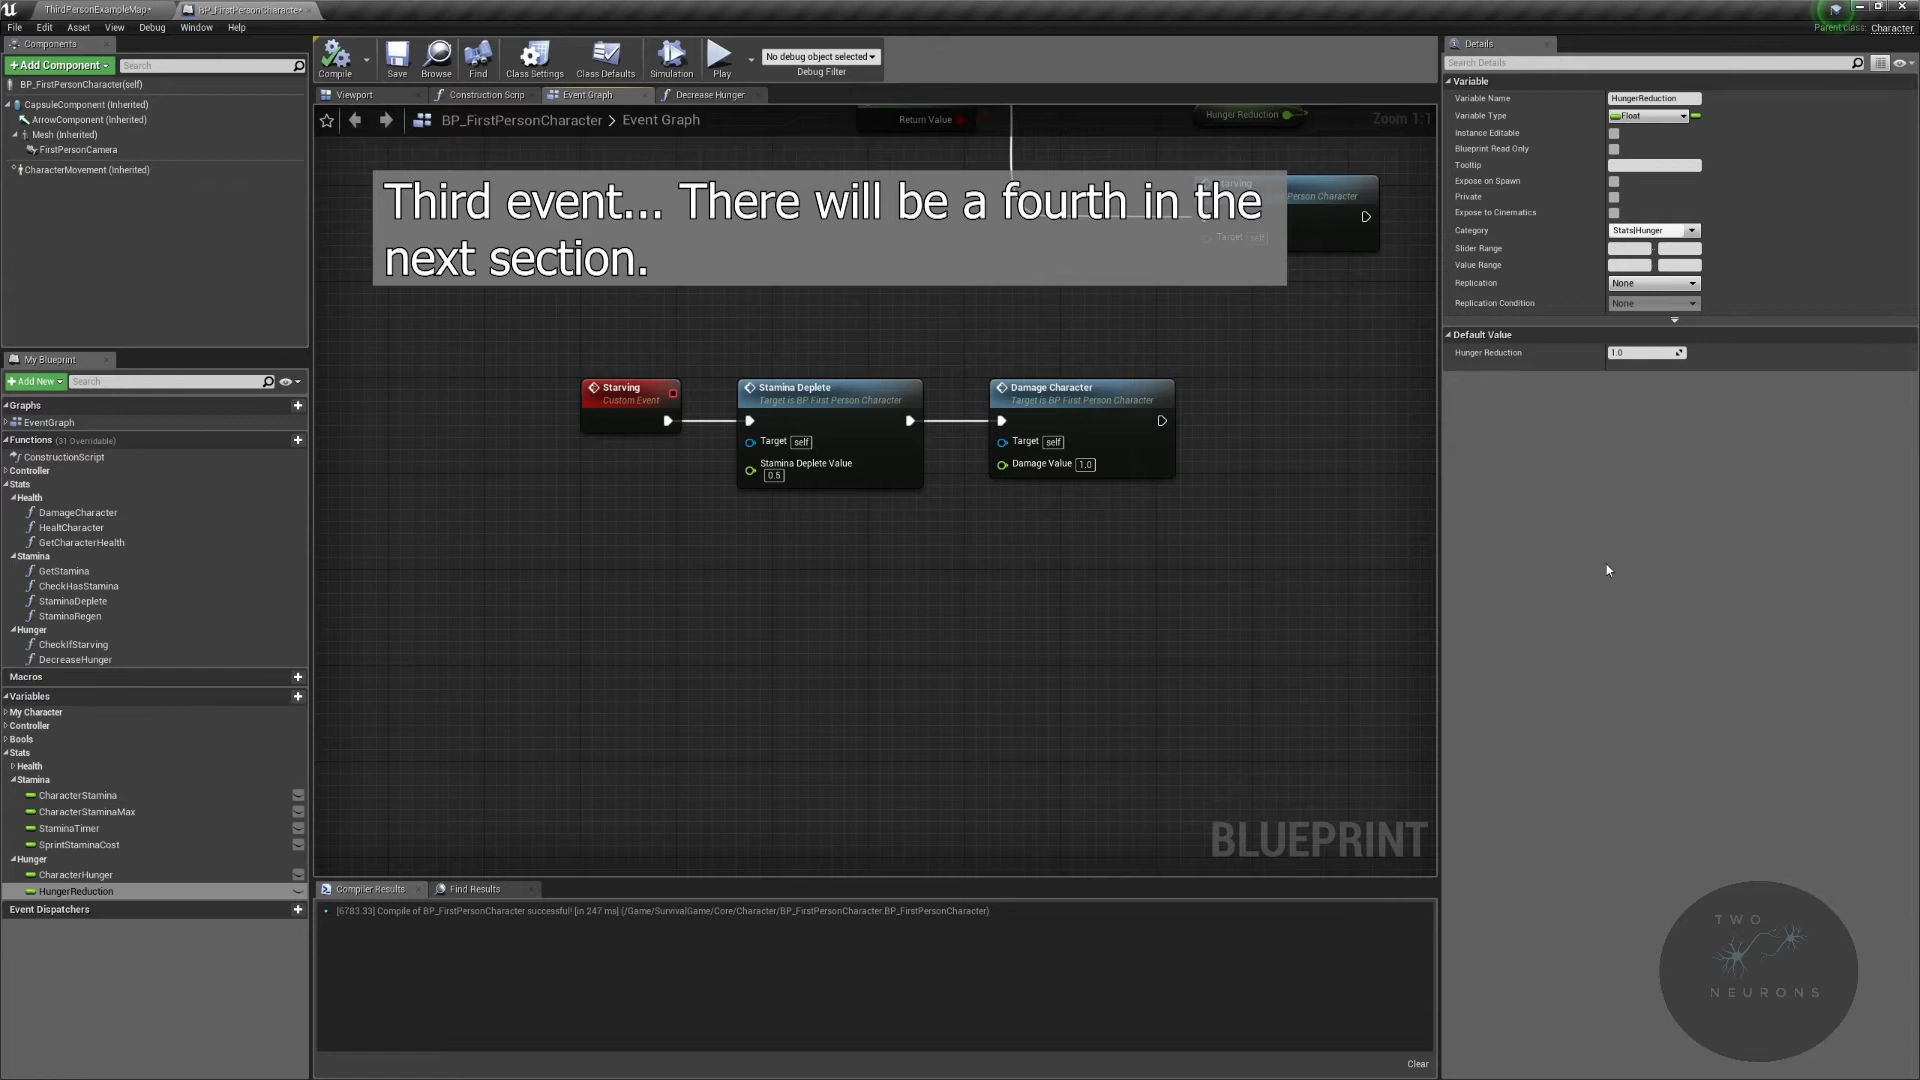 ThirdPersonExampleMap*
BP_FirstPersonCharacter*
File Edit Asset View Debug Window Help
Parent class: Character
Components
+Add Component
Search
BP_FirstPersonCharacter(self)
CapsuleComponent (Inherited)
ArrowComponent (Inherited)
Mesh (Inherited)
FirstPersonCamera
CharacterMovement (Inherited)
My Blueprint
+Add New
Search
Graphs
EventGraph
Functions (31 Overridable)
ConstructionScript
Controller
Stats
Health
DamageCharacter
HealtCharacter
GetCharacterHealth
Stamina
GetStamina
CheckHasStamina
StaminaDeplete
StaminaRegen
Hunger
CheckIfStarving
DecreaseHunger
Macros
Variables
My Character
Controller
Bools
Stats
Health
Stamina
CharacterStamina
CharacterStaminaMax
StaminaTimer
SprintStaminaCost
Hunger
CharacterHunger
HungerReduction
Event Dispatchers
Compile Save Browse Find Class Settings Class Defaults Simulation Play
No debug object selected
Debug Filter
Viewport Construction Scrip Event Graph Decrease Hunger
BP_FirstPersonCharacter > Event Graph
Return Value
Hunger Reduction
Zoom 1:1
Starving
Person Character
Target self
Third event... There will be a fourth in the
next section.
Starving
Custom Event
Stamina Deplete
Target is BP First Person Character
Target self
Stamina Deplete Value
0.5
Damage Character
Target is BP First Person Character
Target self
Damage Value 1.0
BLUEPRINT
Compiler Results Find Results
[6783.33] Compile of BP_FirstPersonCharacter successful! [in 247 ms] (/Game/SurvivalGame/Core/Character/BP_FirstPersonCharacter.BP_FirstPersonCharacter)
Clear
Details
Search Details
Variable
Variable Name HungerReduction
Variable Type Float
Instance Editable
Blueprint Read Only
Tooltip
Expose on Spawn
Private
Expose to Cinematics
Category Stats|Hunger
Slider Range
Value Range
Replication None
Replication Condition None
Default Value
Hunger Reduction 1.0
TWO
NEURONS